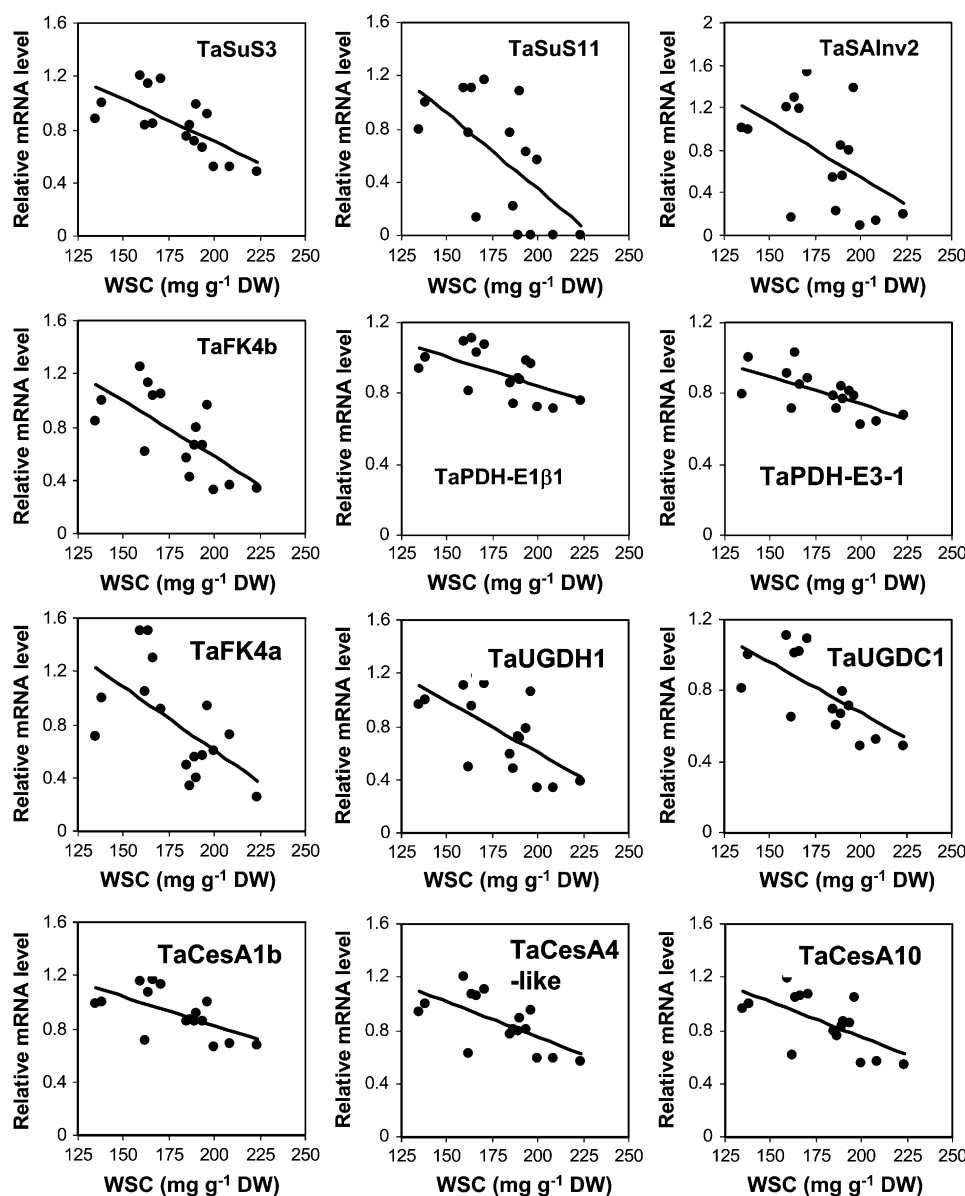 TaSuS3
Relative mRNA level
1.6
1.2
0.8
0.4
0
125 150 175 200 225 250
WSC (mg g-1 DW)
TaSuS11
Relative mRNA level
1.6
1.2
0.8
0.4
0
125 150 175 200 225 250
WSC (mg g-1 DW)
TaSAInv2
Relative mRNA level
2
1.6
1.2
0.8
0.4
0
125 150 175 200 225 250
WSC (mg g-1 DW)
TaFK4b
Relative mRNA level
1.6
1.2
0.8
0.4
0
125 150 175 200 225 250
WSC (mg g-1 DW)
TaPDH-E1β1
Relative mRNA level
1.2
0.8
0.4
0
125 150 175 200 225 250
WSC (mg g-1 DW)
TaPDH-E3-1
Relative mRNA level
1.2
0.8
0.4
0
125 150 175 200 225 250
WSC (mg g-1 DW)
TaFK4a
Relative mRNA level
1.6
1.2
0.8
0.4
0
125 150 175 200 225 250
WSC (mg g-1 DW)
TaUGDH1
Relative mRNA level
1.6
1.2
0.8
0.4
0
125 150 175 200 225 250
WSC (mg g-1 DW)
TaUGDC1
Relative mRNA level
1.2
0.8
0.4
0
125 150 175 200 225 250
WSC (mg g-1 DW)
TaCesA1b
Relative mRNA level
1.6
1.2
0.8
0.4
0
125 150 175 200 225 250
WSC (mg g-1 DW)
TaCesA4
-like
Relative mRNA level
1.6
1.2
0.8
0.4
0
125 150 175 200 225 250
WSC (mg g-1 DW)
TaCesA10
Relative mRNA level
1.6
1.2
0.8
0.4
0
125 150 175 200 225 250
WSC (mg g-1 DW)